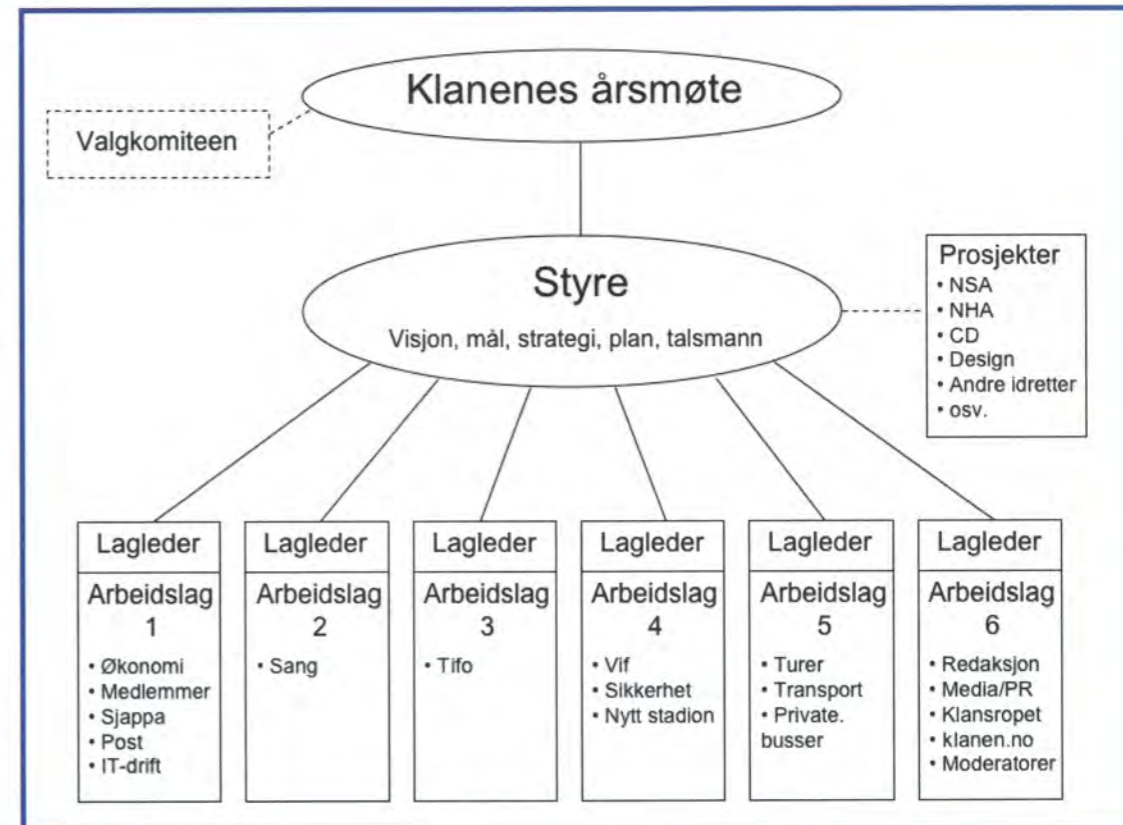 Klanenes årsmøte
Valgkomiteen
Styre
Visjon, mål, strategi, plan, talsmann
Prosjekter
• NSA
• NHA
• CD
• Design
• Andre idretter
• osv.
Lagleder
Arbeidslag
1
• Økonomi
• Medlemmer
• Sjappa
• Post
• IT-drift
Lagleder
Arbeidslag
2
• Sang
Lagleder
Arbeidslag
3
• Tifo
Lagleder
Arbeidslag
4
• Vif
• Sikkerhet
• Nytt stadion
Lagleder
Arbeidslag
5
• Turer
• Transport
• Private.
busser
Lagleder
Arbeidslag
6
• Redaksjon
• Media/PR
• Klansropet
• klanen.no
• Moderatorer